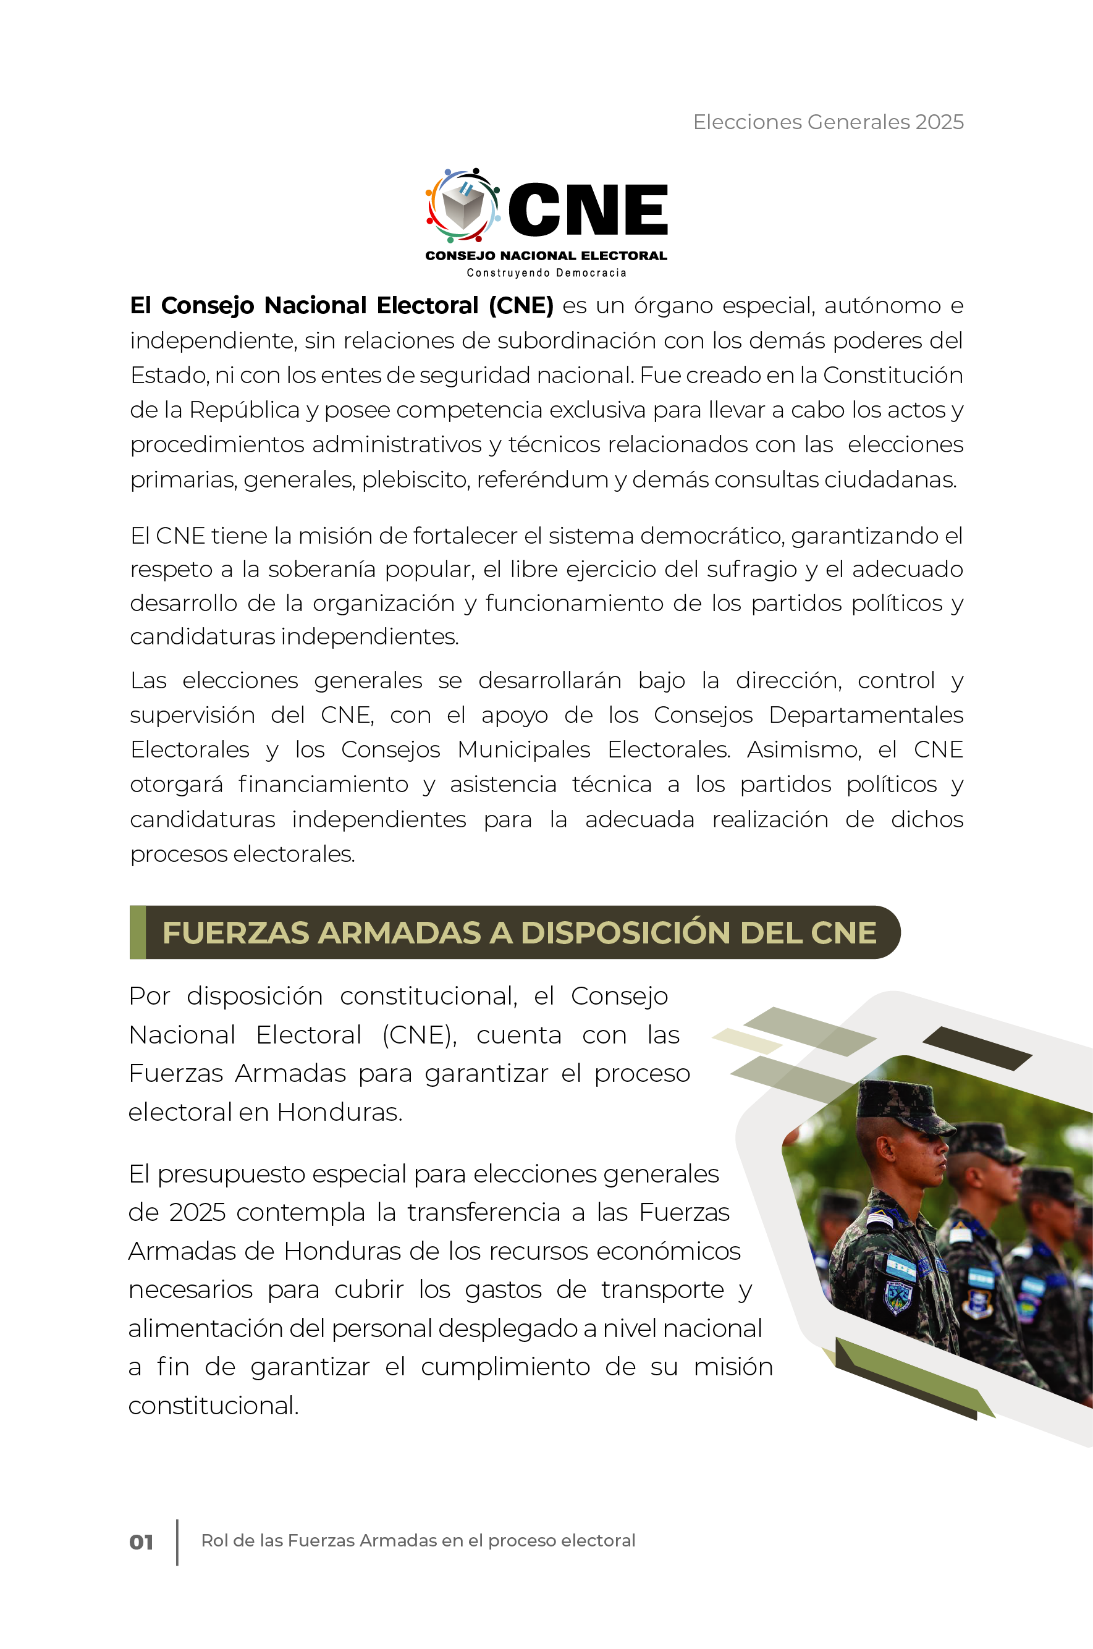 Elecciones Generales 2025
CNE
CONSEJO NACIONAL ELECTORAL
Construyendo Democracia
El Consejo Nacional Electoral (CNE) es un órgano especial, autónomo e
independiente, sin relaciones de subordinación con los demás poderes del
Estado, ni con los entes de seguridad nacional. Fue creado en la Constitución
de la República y posee competencia exclusiva para llevar a cabo los actos y
procedimientos administrativos y técnicos relacionados con las elecciones
primarias, generales, plebiscito, referéndum y demás consultas ciudadanas.
El CNE tiene la misión de fortalecer el sistema democrático, garantizando el
respeto a la soberanía popular, el libre ejercicio del sufragio y el adecuado
desarrollo de la organización y funcionamiento de los partidos políticos y
candidaturas independientes.
Las elecciones generales se desarrollarán bajo la dirección, control y
supervisión del CNE, con el apoyo de los Consejos Departamentales
Electorales y los Consejos Municipales Electorales. Asimismo, el CNE
otorgará financiamiento y asistencia técnica a los partidos políticos y
candidaturas independientes para la adecuada realización de dichos
procesos electorales.
FUERZAS ARMADAS A DISPOSICIÓN DEL CNE
Por disposición constitucional, el Consejo
Nacional Electoral (CNE), cuenta con las
Fuerzas Armadas para garantizar el proceso
electoral en Honduras.
El presupuesto especial para elecciones generales
de 2025 contempla la transferencia a las Fuerzas
Armadas de Honduras de los recursos económicos
necesarios para cubrir los gastos de transporte y
alimentación del personal desplegado a nivel nacional
a fin de garantizar el cumplimiento de su misión
constitucional.
01
Rol de las Fuerzas Armadas en el proceso electoral